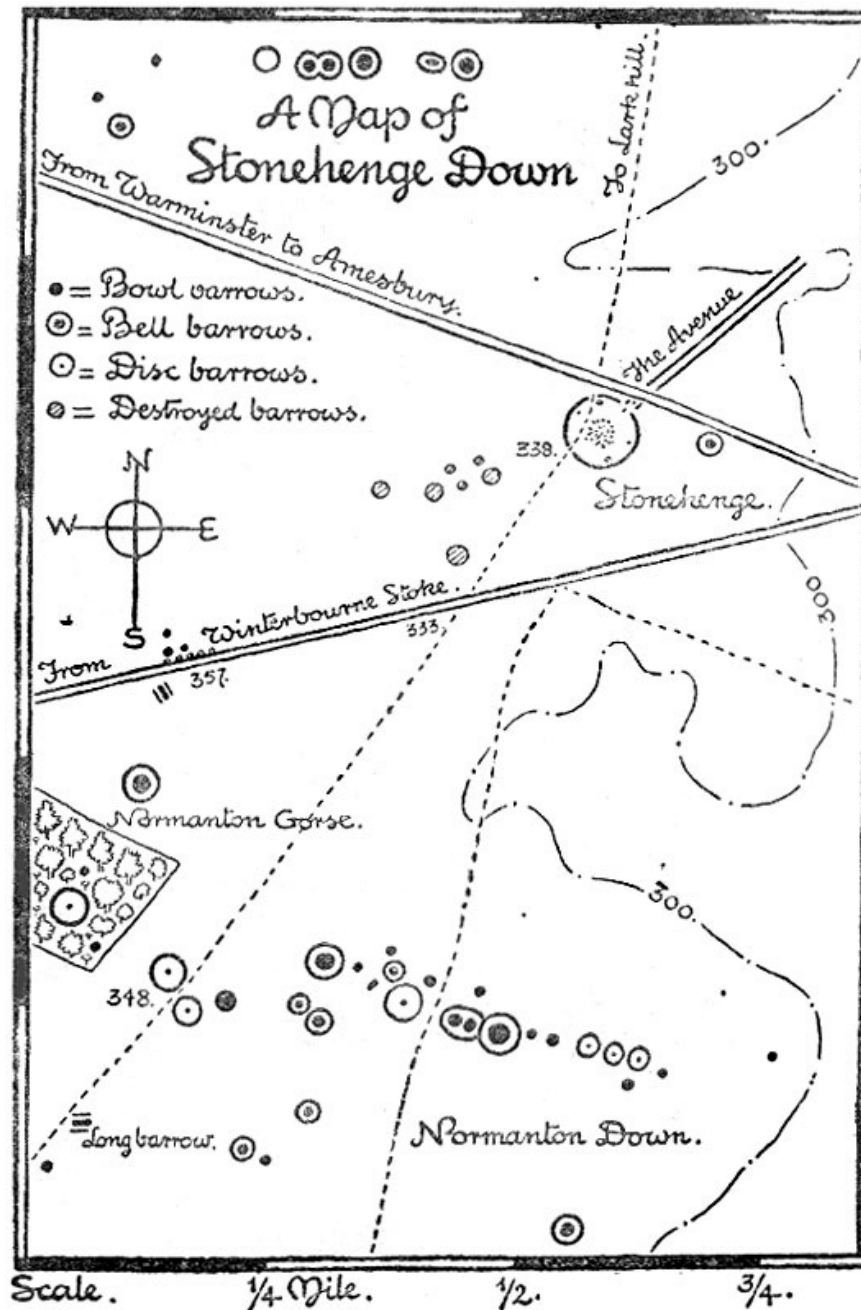 A Map of
Stonehenge Down
To Larkhill
300.
From Warminster to Amesbury.
= Bowl barrows.
= Bell barrows.
= Disc barrows.
= Destroyed barrows.
The Avenue
338.
Stonehenge.
N
W E
S
From Winterbourne Stoke.
333.
357.
300
Normanton Gorse.
300.
348.
Long barrow.
Normanton Down.
Scale. 1/4 Mile. 1/2. 3/4.